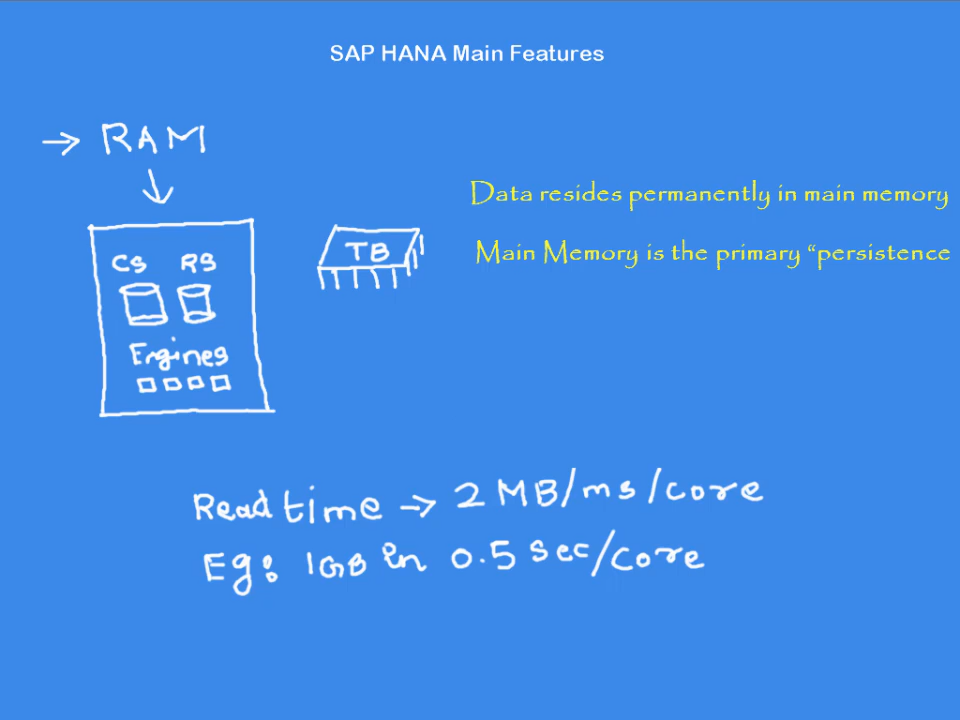 SAP HANA Main Features
→ RAM
Data resides permanently in main memory
Main Memory is the primary “persistence
CS RS
TB
Engines
Read time → 2 MB/ms/core
Eg: 1GB in 0.5 sec/core